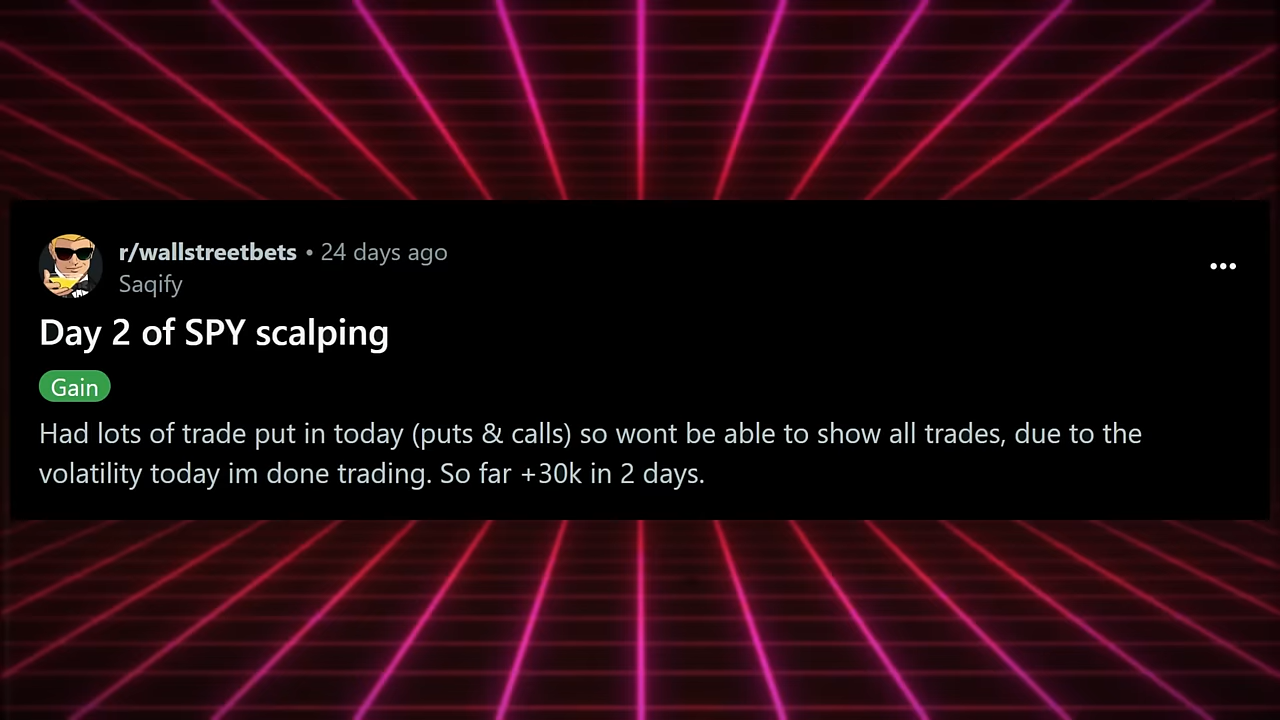 r/wallstreetbets • 24 days ago
Saqify
Day 2 of SPY scalping
Gain
Had lots of trade put in today (puts & calls) so wont be able to show all trades, due to the
volatility today im done trading. So far +30k in 2 days.